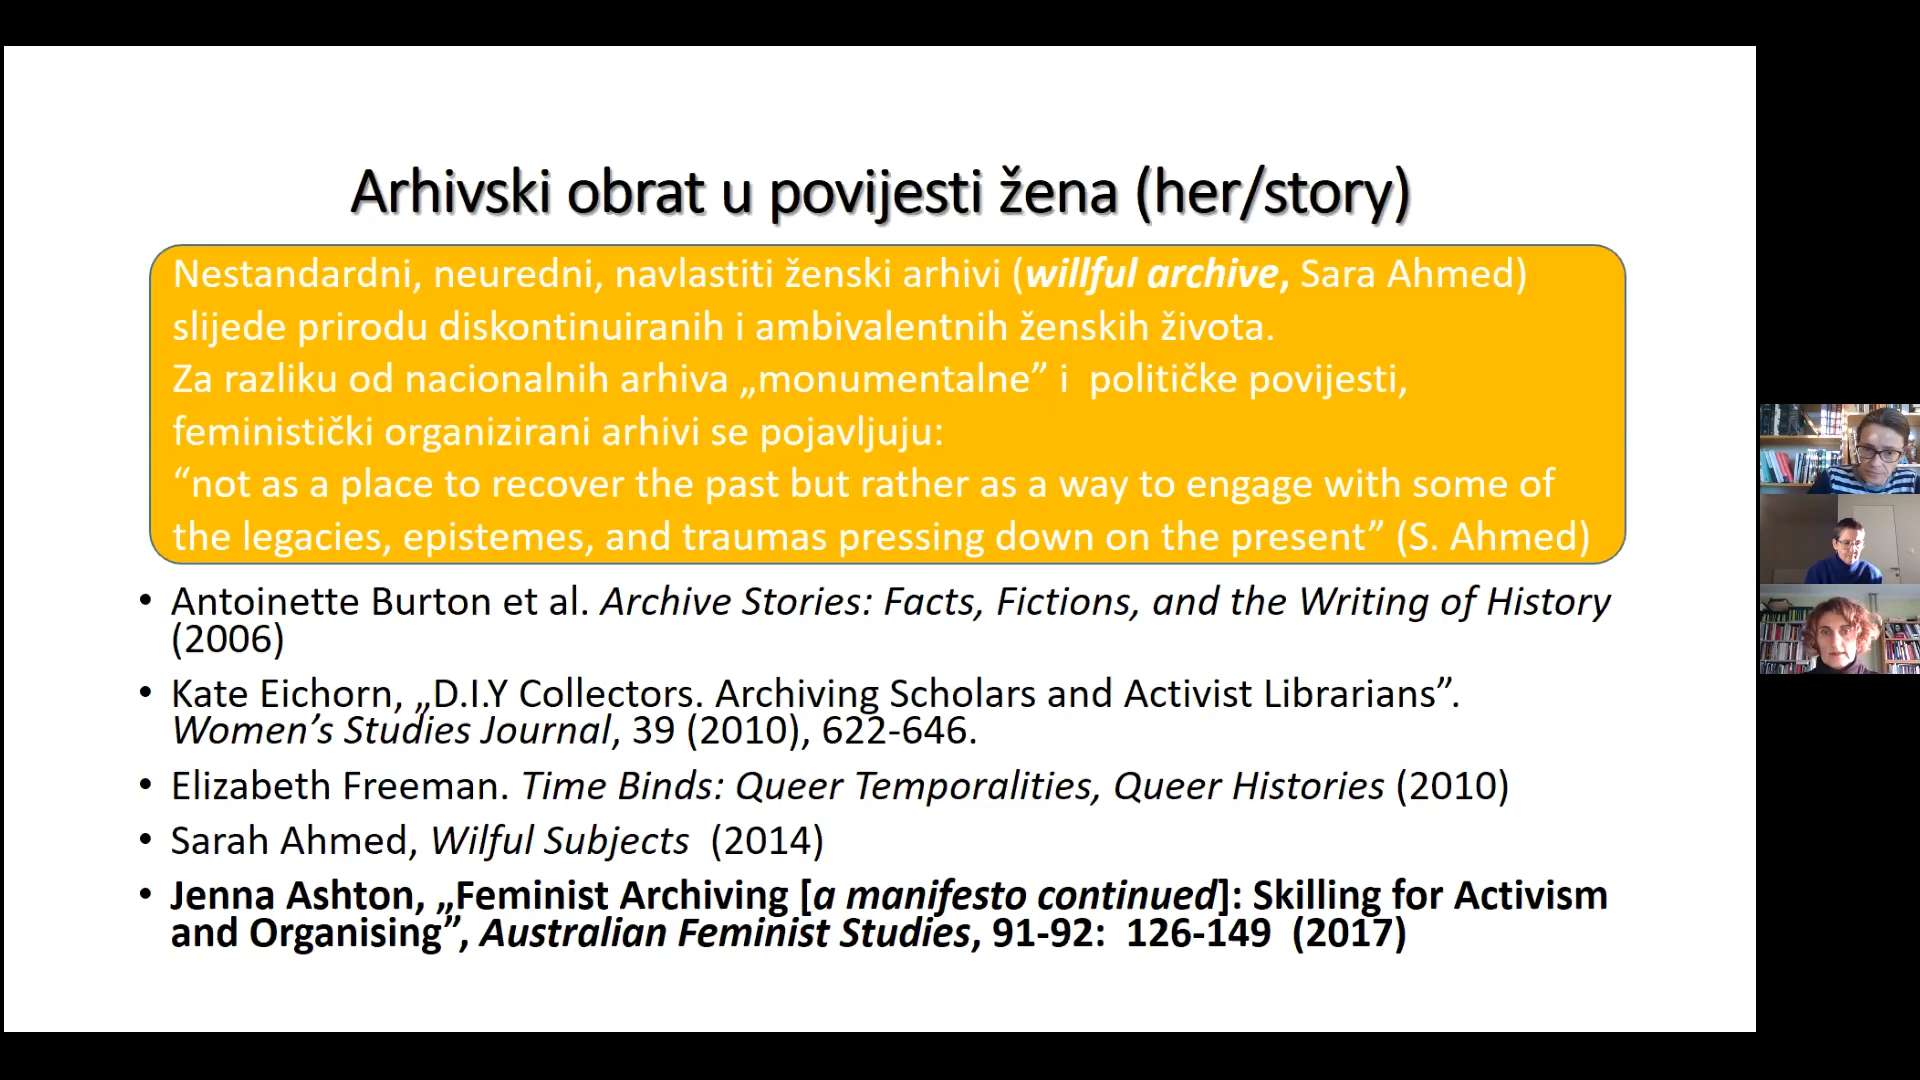 Arhivski obrat u povijesti žena (her/story)
Nestandardni, neuredni, navlastiti ženski arhivi (willful archive, Sara Ahmed)
slijede prirodu diskontinuiranih i ambivalentnih ženskih života.
Za razliku od nacionalnih arhiva „monumentalne” i  političke povijesti,
feministički organizirani arhivi se pojavljuju:
“not as a place to recover the past but rather as a way to engage with some of
the legacies, epistemes, and traumas pressing down on the present” (S. Ahmed)
• Antoinette Burton et al. Archive Stories: Facts, Fictions, and the Writing of History
(2006)
• Kate Eichorn, „D.I.Y Collectors. Archiving Scholars and Activist Librarians”.
Women’s Studies Journal, 39 (2010), 622-646.
• Elizabeth Freeman. Time Binds: Queer Temporalities, Queer Histories (2010)
• Sarah Ahmed, Wilful Subjects  (2014)
• Jenna Ashton, „Feminist Archiving [a manifesto continued]: Skilling for Activism
and Organising”, Australian Feminist Studies, 91-92:  126-149  (2017)